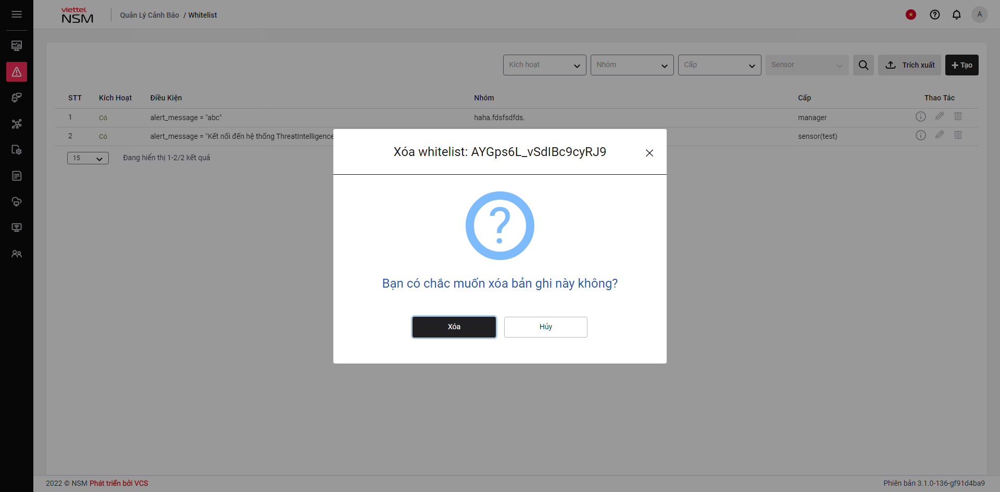 viettel
NSM
Quản Lý Cảnh Báo / Whitelist
A
Kích hoạt
Nhóm
Cấp
Sensor
Trích xuất
+ Tạo
STT Kích Hoạt Điều Kiện Nhóm Cấp Thao Tác
1 Có alert_message = "abc" haha.fdsfsdfds. manager
2 Có alert_message = "Kết nối đến hệ thống ThreatIntelligence sensor(test)
15 Đang hiển thị 1-2/2 kết quả
Xóa whitelist: AYGps6L_vSdIBc9cyRJ9
Bạn có chắc muốn xóa bản ghi này không?
Xóa
Hủy
2022 © NSM Phát triển bởi VCS
Phiên bản 3.1.0-136-gf91d4ba9